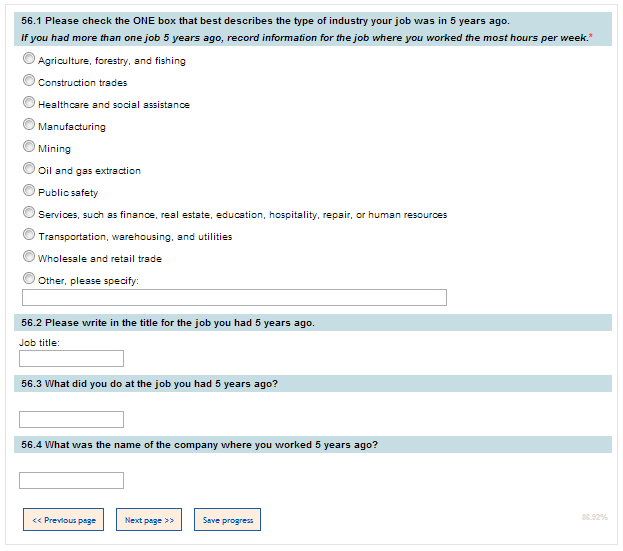 56.1 Please check the ONE box that best describes the type of industry your job was in 5 years ago.
If you had more than one job 5 years ago, record information for the job where you worked the most hours per week.*
Agriculture, forestry, and fishing
Construction trades
Healthcare and social assistance
Manufacturing
Mining
Oil and gas extraction
Public safety
Services, such as finance, real estate, education, hospitality, repair, or human resources
Transportation, warehousing, and utilities
Wholesale and retail trade
Other, please specify:
56.2 Please write in the title for the job you had 5 years ago.
Job title:
56.3 What did you do at the job you had 5 years ago?
56.4 What was the name of the company where you worked 5 years ago?
<< Previous page Next page >> Save progress